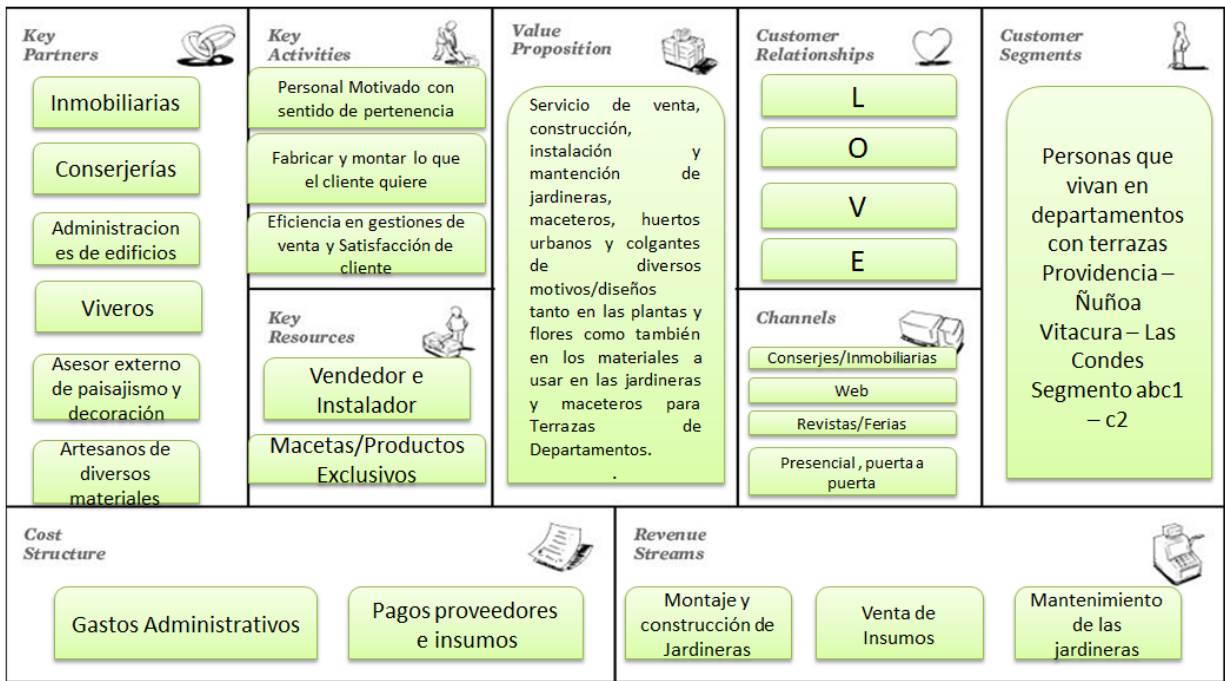 Key
Partners
Inmobiliarias
Conserjerías
Administracion
es de edificios
Viveros
Asesor externo
de paisajismo y
decoración
Artesanos de
diversos
materiales
Key
Activities
Personal Motivado con
sentido de pertenencia
Fabricar y montar lo que
el cliente quiere
Eficiencia en gestiones de
venta y Satisfacción de
cliente
Key
Resources
Vendedor e
Instalador
Macetas/Productos
Exclusivos
Value
Proposition
Servicio de venta,
construcción,
instalación y
mantención de
jardineras,
maceteros, huertos
urbanos y colgantes
de diversos
motivos/diseños
tanto en las plantas y
flores como también
en los materiales a
usar en las jardineras
y maceteros para
Terrazas de
Departamentos.
.
Customer
Relationships
L
O
V
E
Channels
Conserjes/Inmobiliarias
Web
Revistas/Ferias
Presencial , puerta a
puerta
Customer
Segments
Personas que
vivan en
departamentos
con terrazas
Providencia –
Ñuñoa
Vitacura – Las
Condes
Segmento abc1
– c2
Cost
Structure
Gastos Administrativos
Pagos proveedores
e insumos
Revenue
Streams
Montaje y
construcción de
Jardineras
Venta de
Insumos
Mantenimiento
de las
jardineras